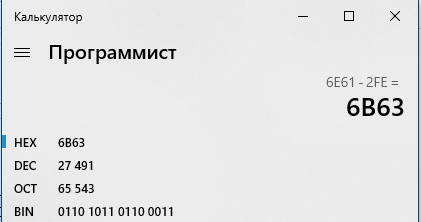 Калькулятор
Программист
6E61 - 2FE =
6B63
HEX 6B63
DEC 27 491
OCT 65 543
BIN 0110 1011 0110 0011